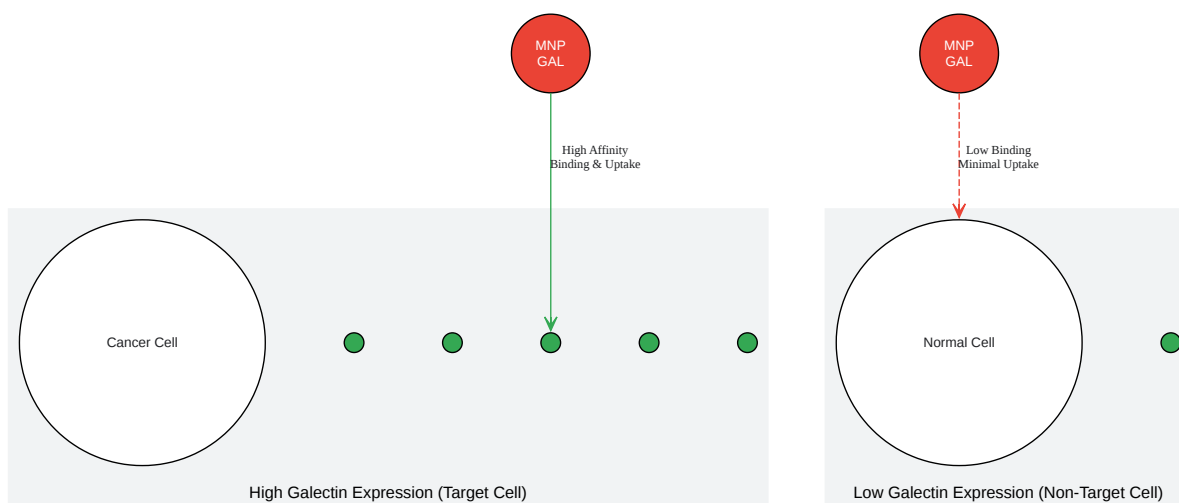 MNP
GAL
High Affinity
Binding & Uptake
Cancer Cell
High Galectin Expression (Target Cell)
MNP
GAL
Low Binding
Minimal Uptake
Normal Cell
Low Galectin Expression (Non-Target Cell)